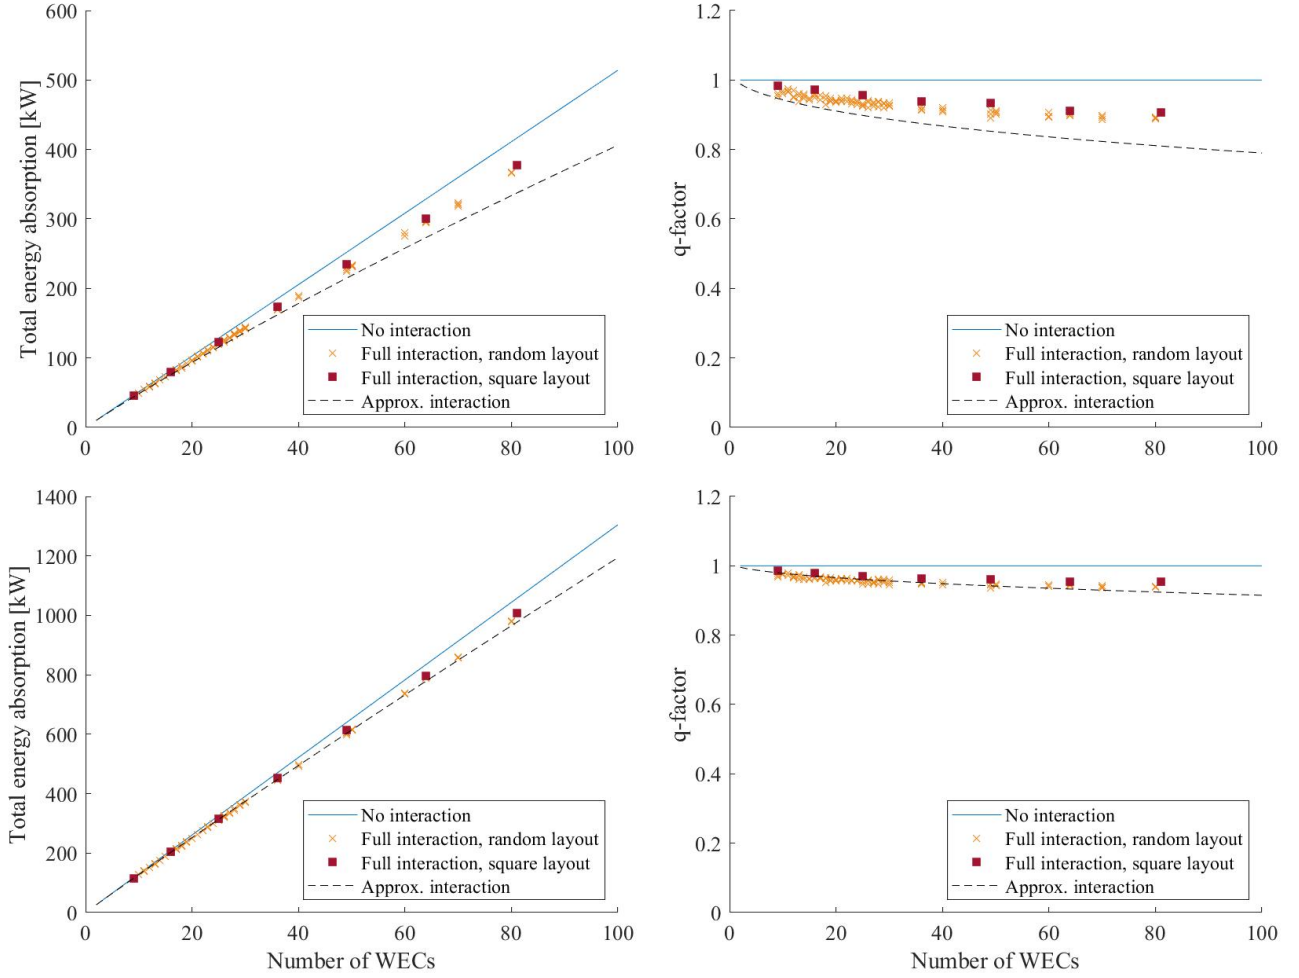 600
500
400
300
200
100
0
0 20 40 60 80 100
Total energy absorption [kW]
No interaction
Full interaction, random layout
Full interaction, square layout
Approx. interaction
1.2
1
0.8
0.6
0.4
0.2
0
0 20 40 60 80 100
q-factor
No interaction
Full interaction, random layout
Full interaction, square layout
Approx. interaction
1400
1200
1000
800
600
400
200
0
0 20 40 60 80 100
Total energy absorption [kW]
Number of WECs
No interaction
Full interaction, random layout
Full interaction, square layout
Approx. interaction
1.2
1
0.8
0.6
0.4
0.2
0
0 20 40 60 80 100
q-factor
Number of WECs
No interaction
Full interaction, random layout
Full interaction, square layout
Approx. interaction